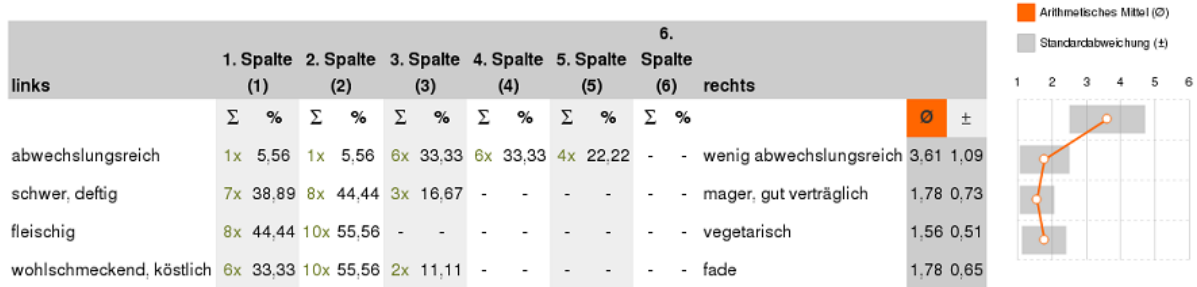 Arithmetisches Mittel (Ø)
Standardabweichung (±)
links 1. Spalte (1) 2. Spalte (2) 3. Spalte (3) 4. Spalte (4) 5. Spalte (5) 6. Spalte (6) rechts
1 2 3 4 5 6
Σ % Σ % Σ % Σ % Σ % Σ % Ø ±
abwechslungsreich 1x 5,56 1x 5,56 6x 33,33 6x 33,33 4x 22,22 - - wenig abwechslungsreich 3,61 1,09
schwer, deftig 7x 38,89 8x 44,44 3x 16,67 - - - - - - mager, gut verträglich 1,78 0,73
fleischig 8x 44,44 10x 55,56 - - - - - - - - vegetarisch 1,56 0,51
wohlschmeckend, köstlich 6x 33,33 10x 55,56 2x 11,11 - - - - - - fade 1,78 0,65